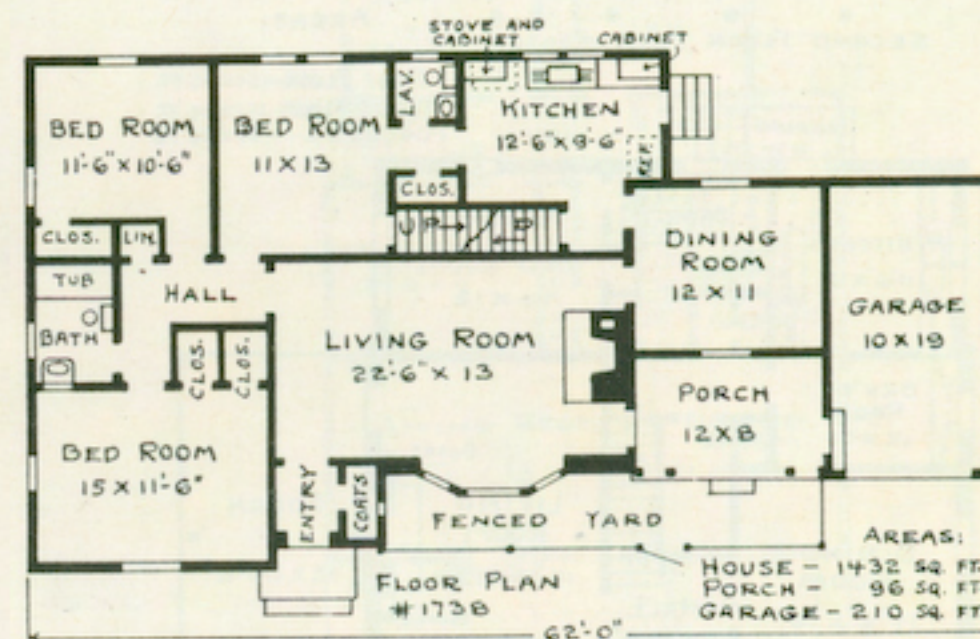 STOVE AND
CABINET
CABINET
LAV.
KITCHEN
12'-6" X 9'-6"
REF.
BED ROOM
11'-6" X 10'-6"
BED ROOM
11 X 13
CLOS.
UP
D
CLOS.
LIN.
TUB
HALL
BATH
CLOS.
CLOS.
LIVING ROOM
22'-6" X 13
DINING
ROOM
12 X 11
GARAGE
10 X 19
PORCH
12 X 8
BED ROOM
15 X 11'-6"
ENTRY
COATS
FENCED YARD
FLOOR PLAN
#1738
AREAS:
HOUSE - 1432 SQ. FT.
PORCH - 96 SQ. FT
GARAGE - 210 SQ. FT
62'-0"